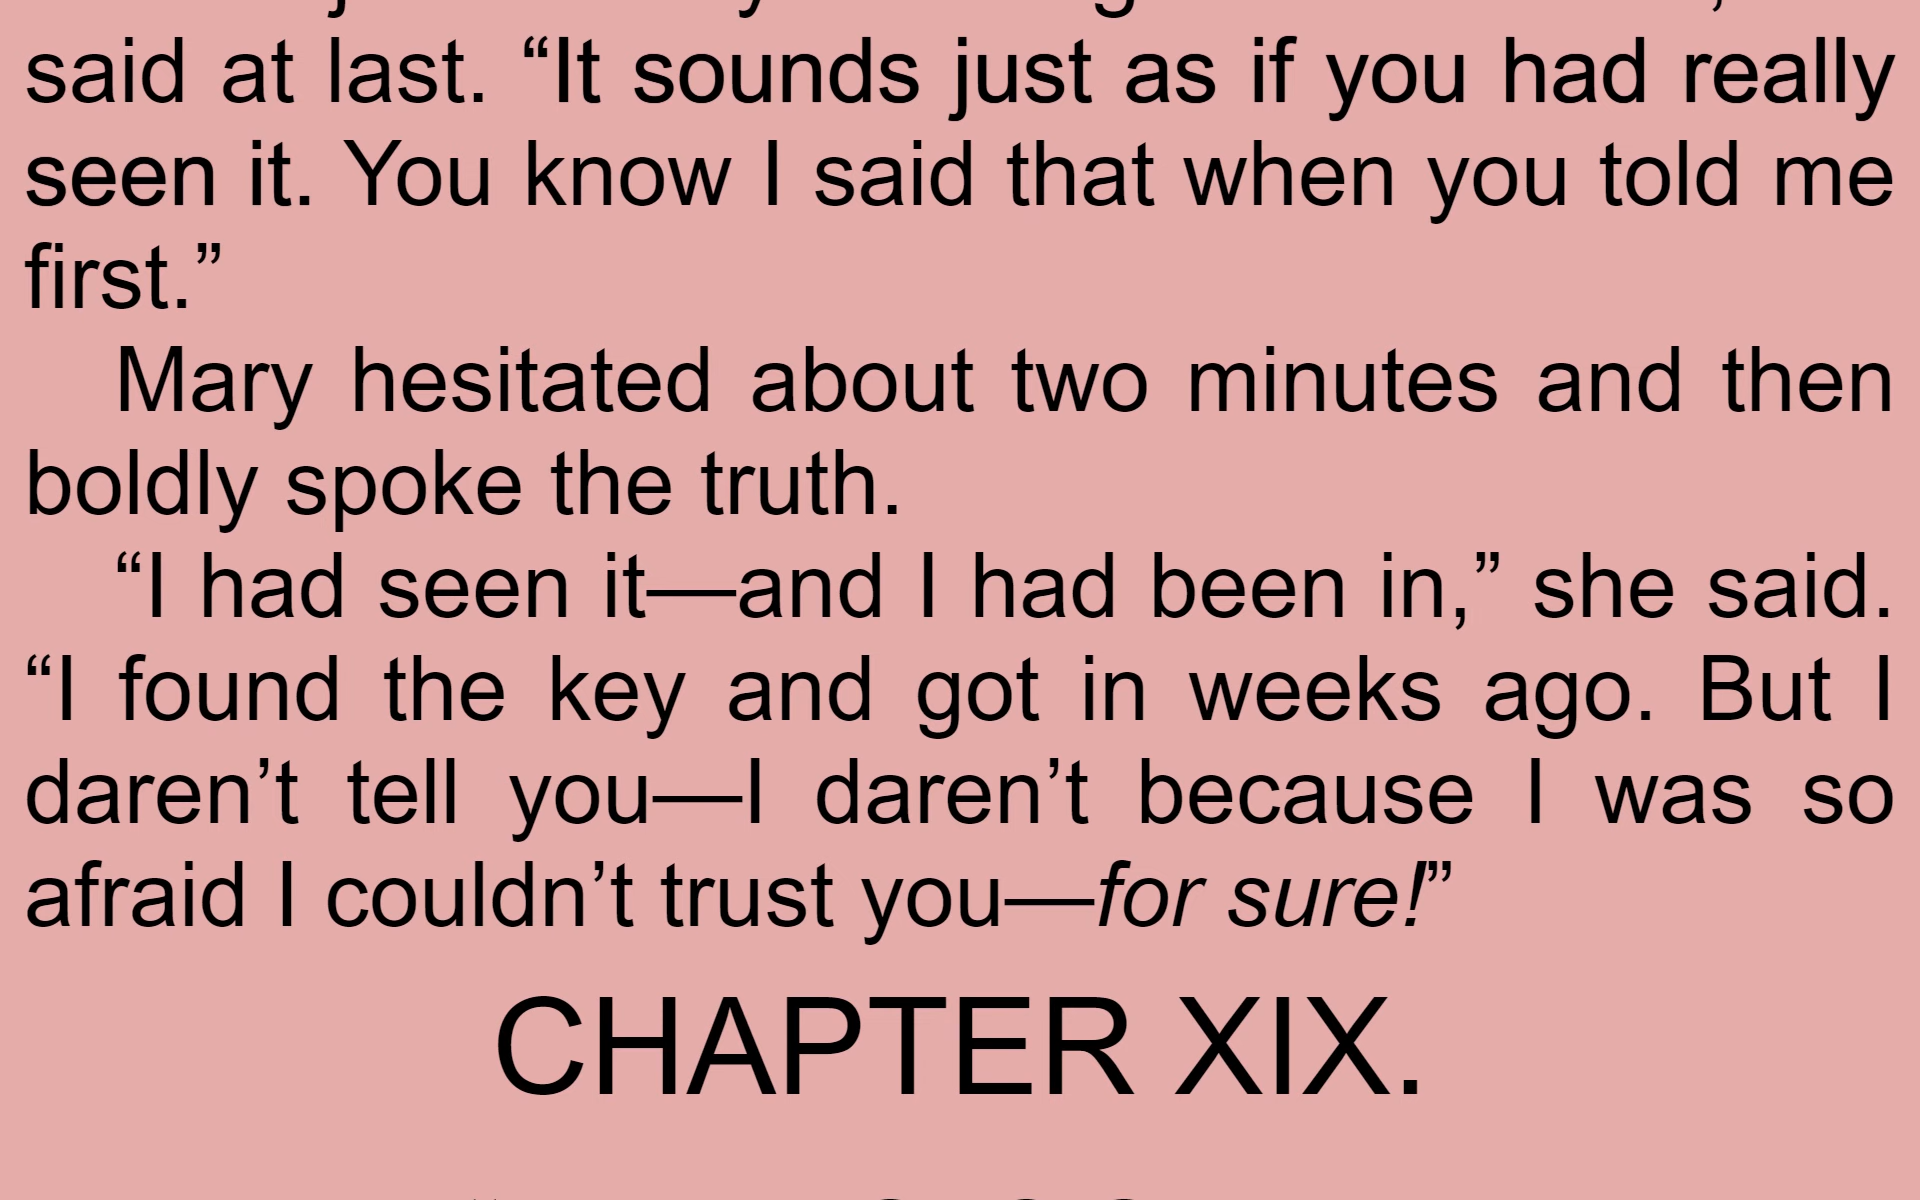 said at last. “It sounds just as if you had really
seen it. You know I said that when you told me
first.”
Mary hesitated about two minutes and then
boldly spoke the truth.
“I had seen it—and I had been in,” she said.
“I found the key and got in weeks ago. But I
daren’t tell you—I daren’t because I was so
afraid I couldn’t trust you—for sure!”
CHAPTER XIX.